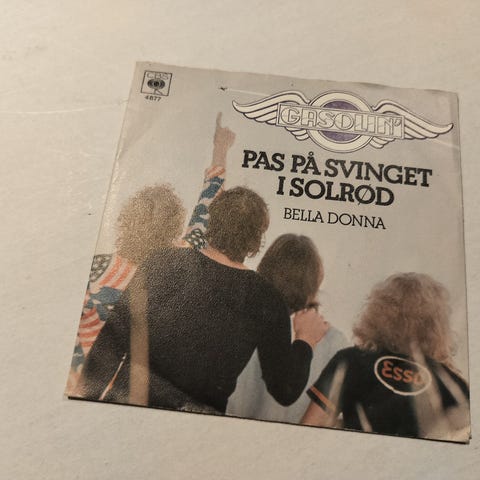 CBS
4877
GASOLIN'
PAS PÅ SVINGET
I SOLRØD
BELLA DONNA
Esso